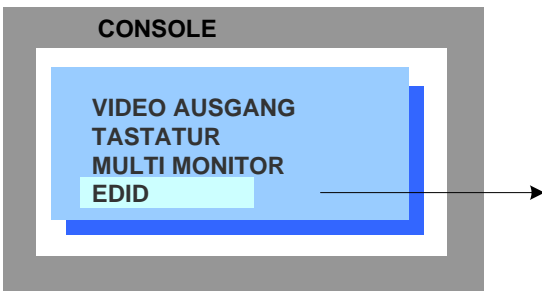 CONSOLE
VIDEO AUSGANG
TASTATUR
MULTI MONITOR
EDID